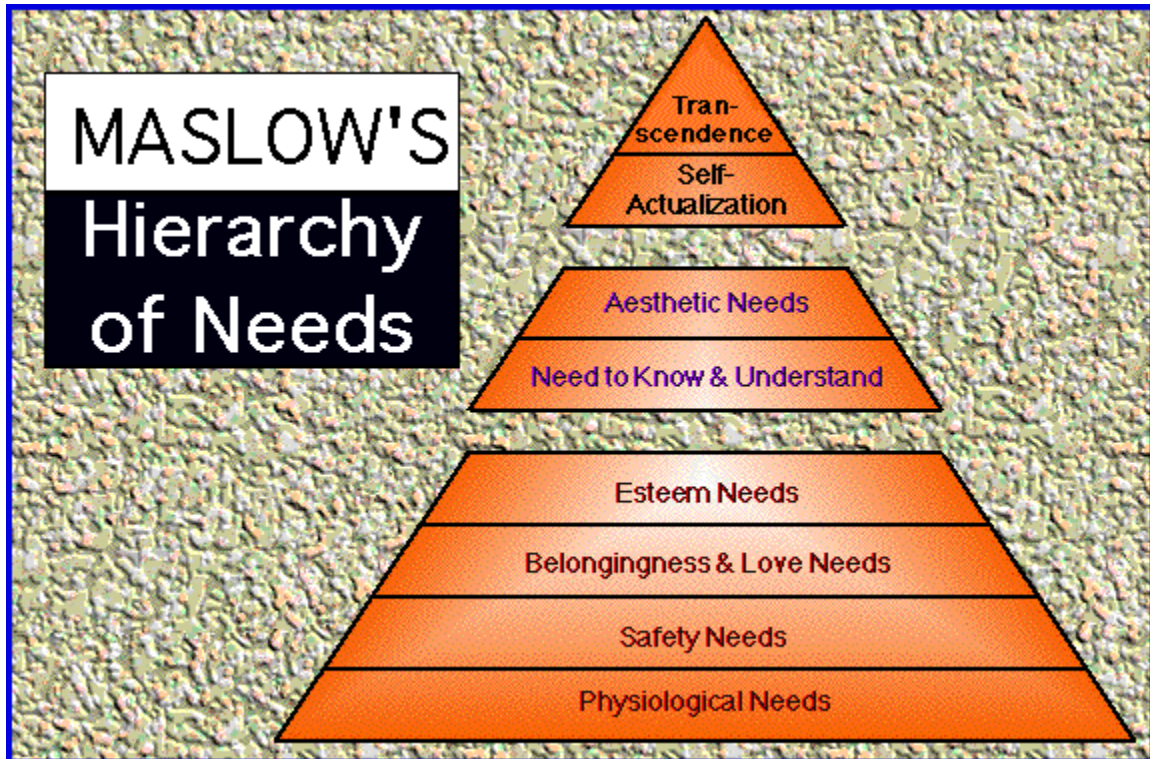 MASLOW'S
Hierarchy
of Needs
Tran-
scendence
Self-
Actualization
Aesthetic Needs
Need to Know & Understand
Esteem Needs
Belongingness & Love Needs
Safety Needs
Physiological Needs